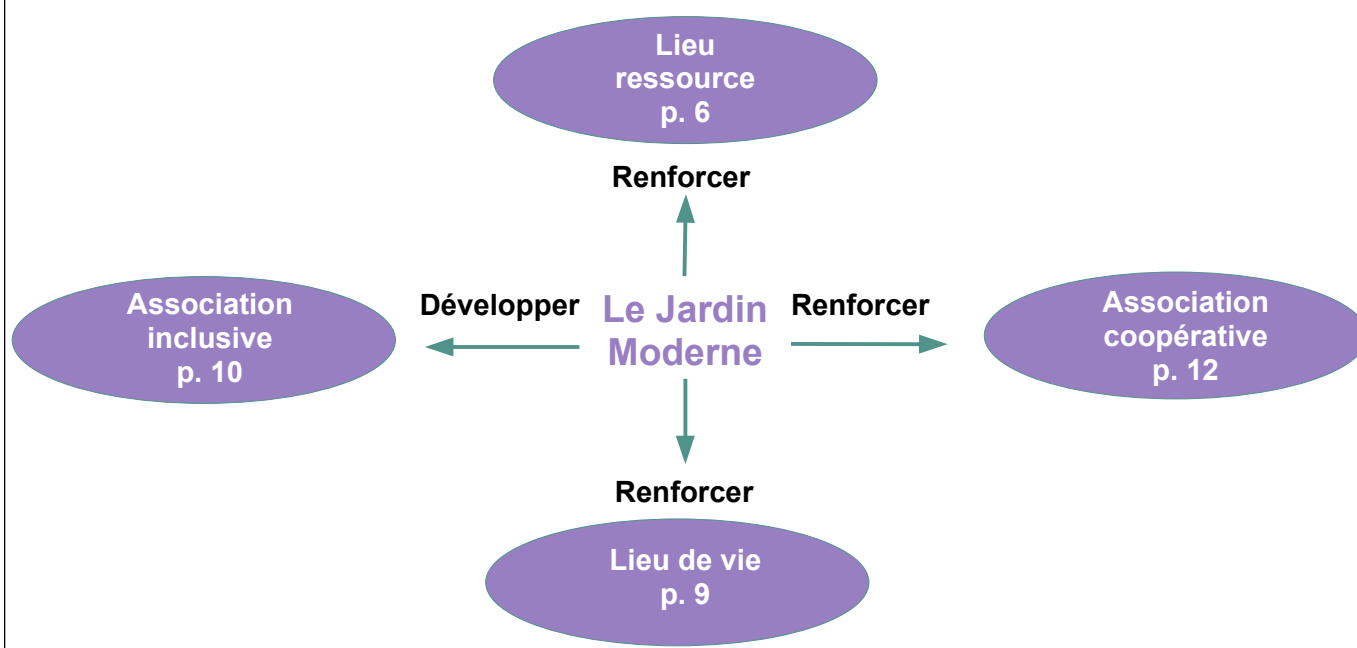 Lieu
ressource
p. 6
Renforcer
Association
inclusive
p. 10
Développer
Le Jardin
Moderne
Renforcer
Association
coopérative
p. 12
Renforcer
Lieu de vie
p. 9